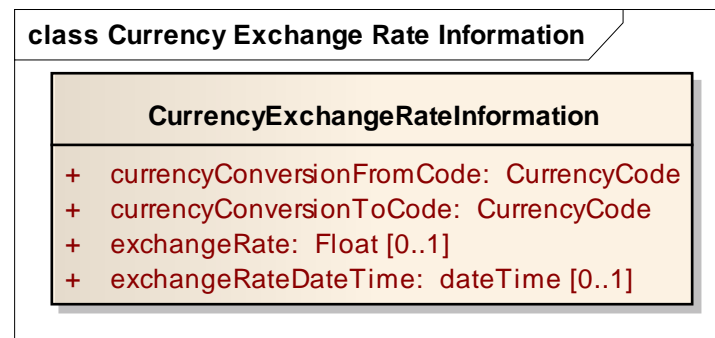 class Currency Exchange Rate Information
CurrencyExchangeRateInformation
+ currencyConversionFromCode: CurrencyCode
+ currencyConversionToCode: CurrencyCode
+ exchangeRate: Float [0..1]
+ exchangeRateDateTime: dateTime [0..1]